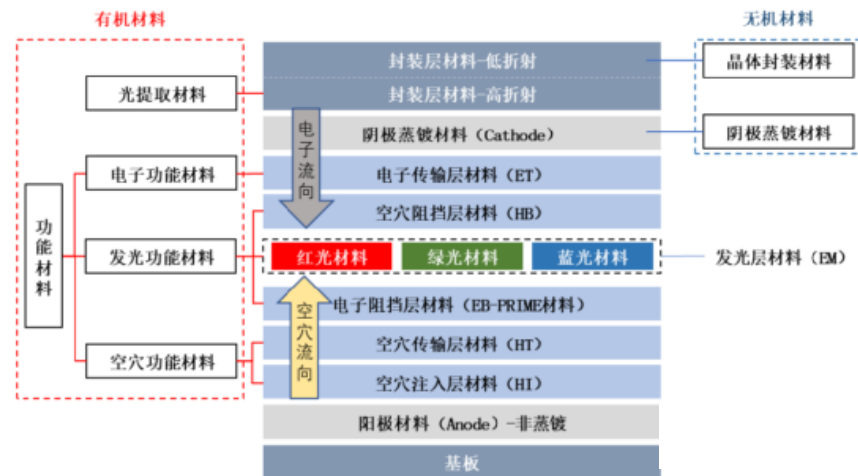 有机材料
无机材料
封装层材料-低折射
晶体封装材料
光提取材料
封装层材料-高折射
阴极蒸镀材料（Cathode）
阴极蒸镀材料
电子流向
电子功能材料
电子传输层材料（ET）
空穴阻挡层材料（HB）
功能材料
发光功能材料
红光材料
绿光材料
蓝光材料
发光层材料（EM）
电子阻挡层材料（EB-PRIME材料）
空穴流向
空穴功能材料
空穴传输层材料（HT）
空穴注入层材料（HI）
阳极材料（Anode）-非蒸镀
基板